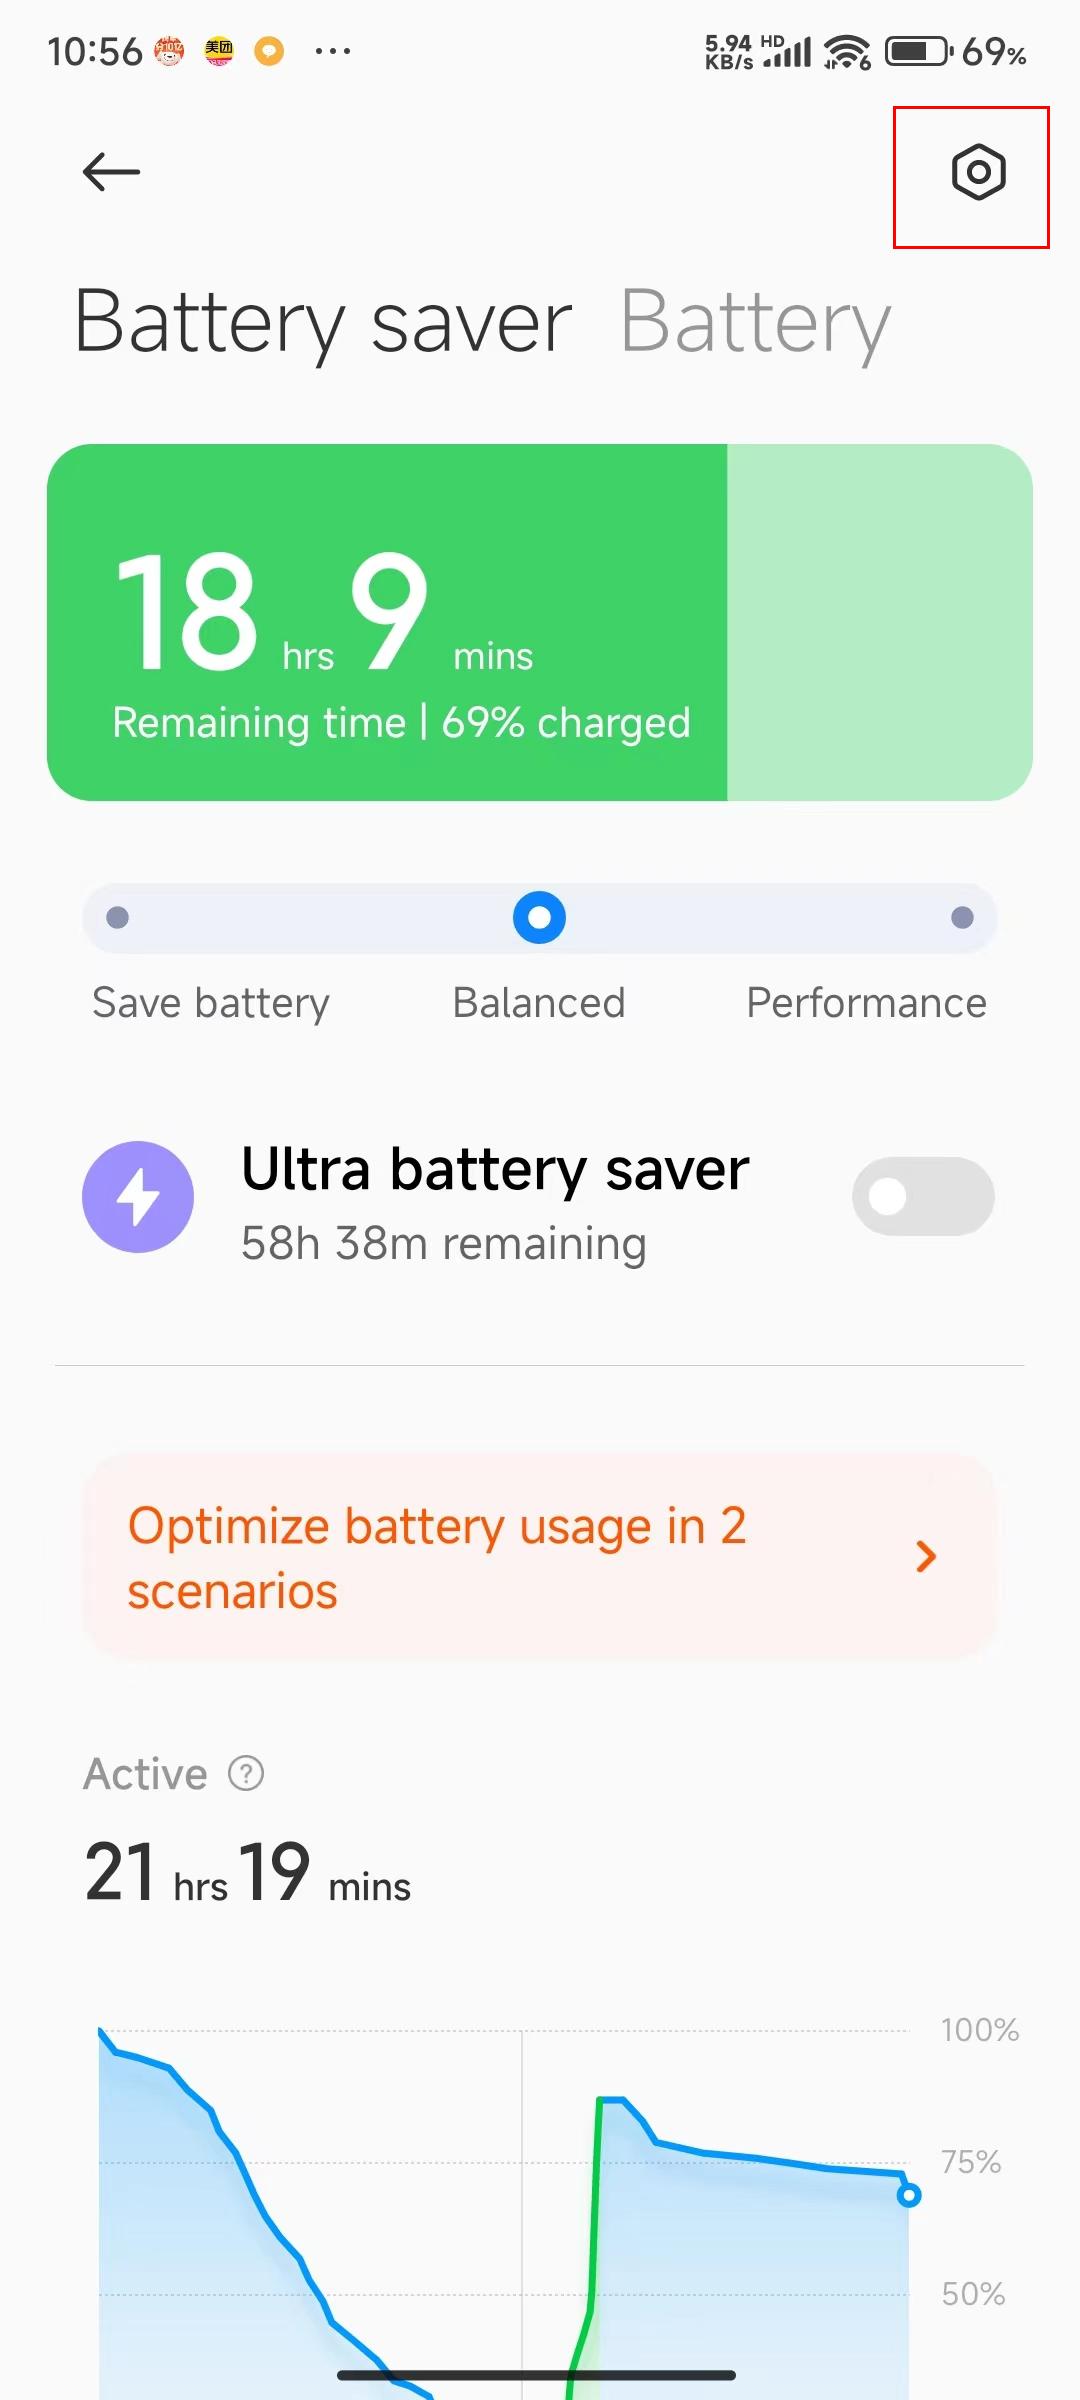 10:56
美团
5.94
KB/s
HD
6
69%
Battery saver Battery
18 hrs 9 mins
Remaining time | 69% charged
Save battery Balanced Performance
Ultra battery saver
58h 38m remaining
Optimize battery usage in 2
scenarios
Active ?
21 hrs 19 mins
100%
75%
50%